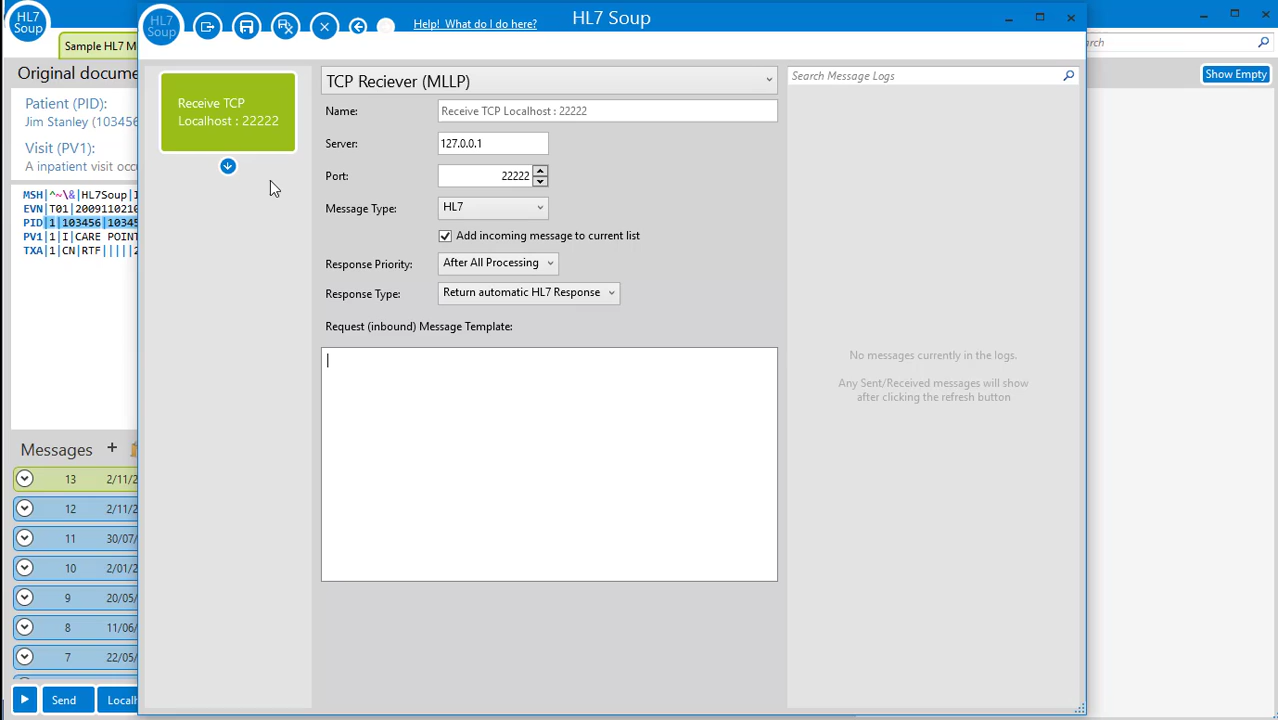 HL7
Soup
Sample HL7 M
Original docume
Patient (PID):
Jim Stanley (103456
Visit (PV1):
A inpatient visit occu
MSH|^~\&|HL7Soup|I
EVN|T01|2009110210
PID|1|103456|10345
PV1|1|I|CARE POINT
TXA|1|CN|RTF|||||2
Messages +
13 2/11/2
12 2/11/2
11 30/07/
10 2/01/2
9 20/05/
8 11/06/
7 22/05/
Send Localh
HL7
Soup
Help! What do I do here?
HL7 Soup
Receive TCP
Localhost : 22222
TCP Reciever (MLLP)
Name: Receive TCP Localhost : 22222
Server: 127.0.0.1
Port: 22222
Message Type: HL7
Add incoming message to current list
Response Priority: After All Processing
Response Type: Return automatic HL7 Response
Request (inbound) Message Template:
Search Message Logs
No messages currently in the logs.
Any Sent/Received messages will show
after clicking the refresh button
arch
Show Empty